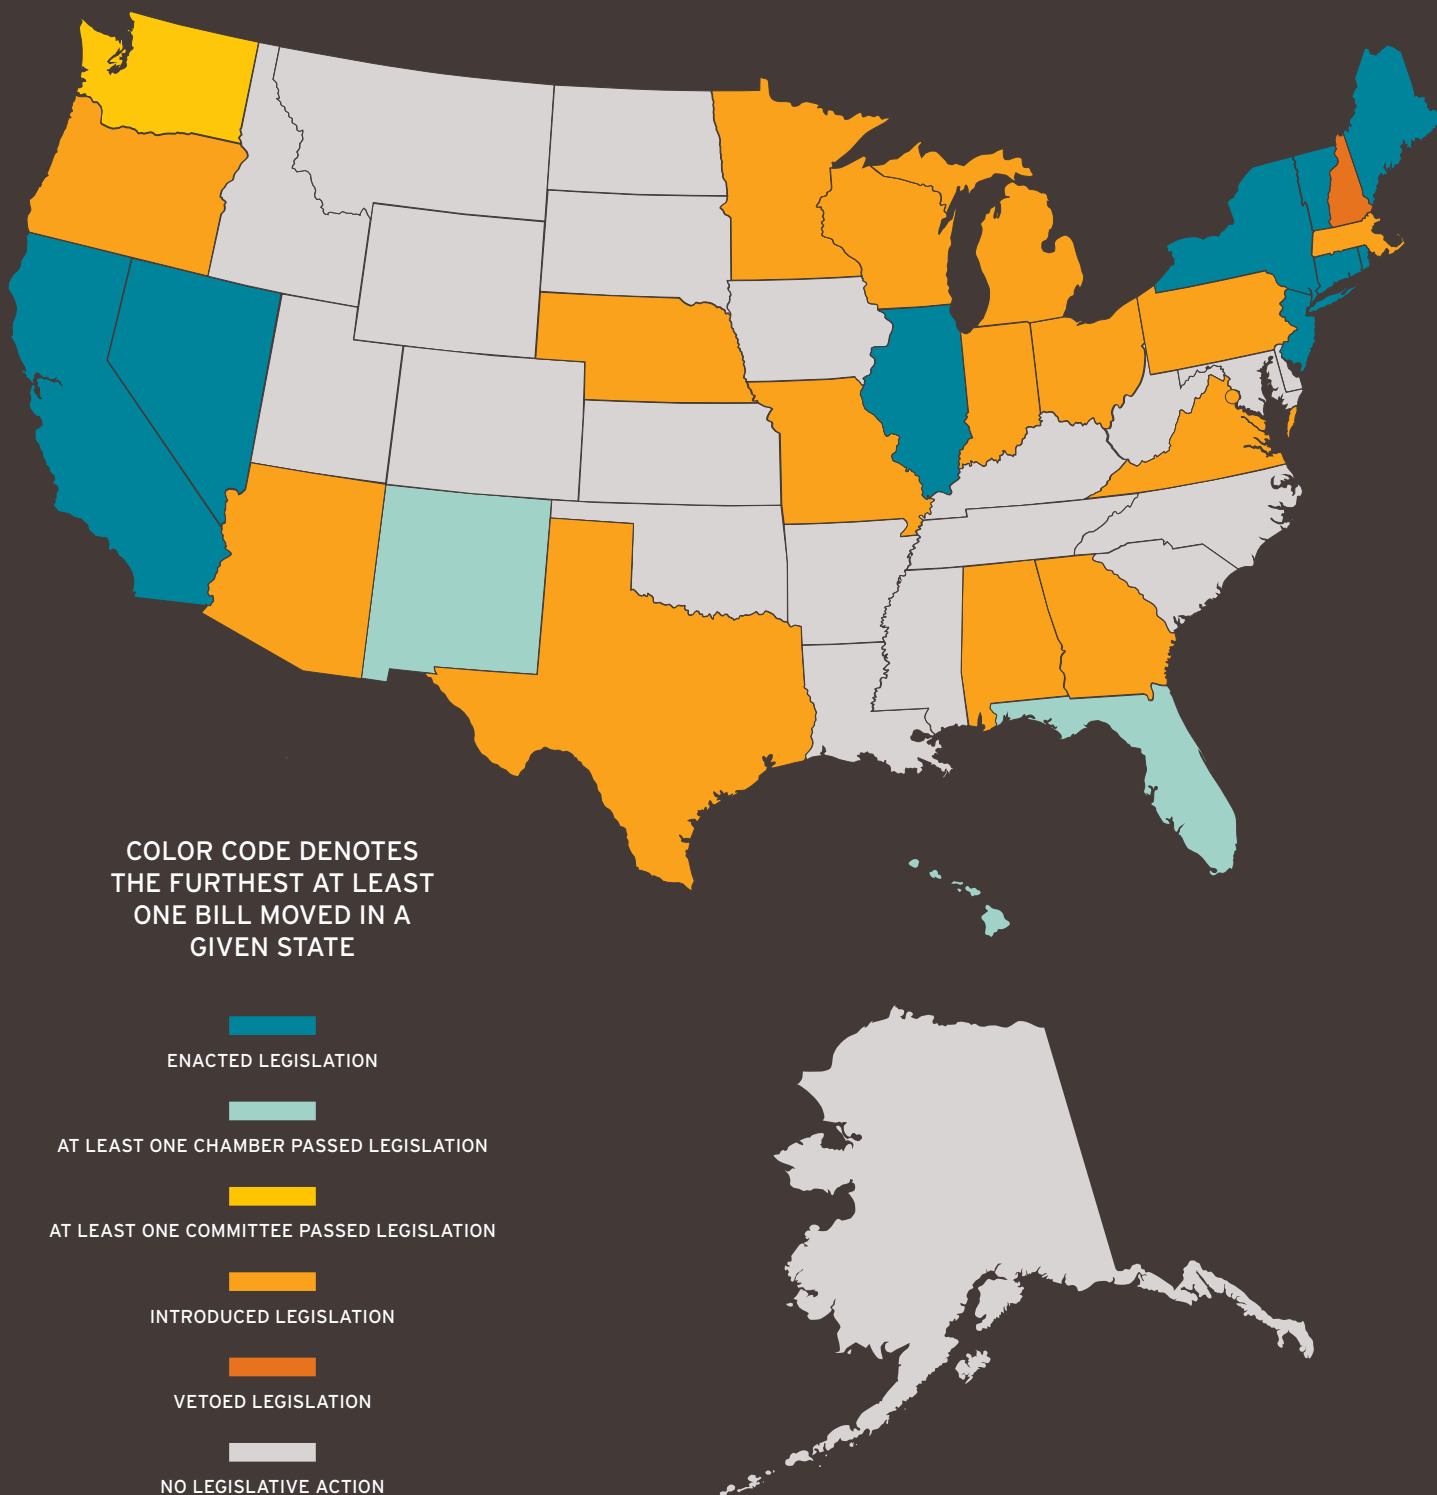 COLOR CODE DENOTES
THE FURTHEST AT LEAST
ONE BILL MOVED IN A
GIVEN STATE
ENACTED LEGISLATION
AT LEAST ONE CHAMBER PASSED LEGISLATION
AT LEAST ONE COMMITTEE PASSED LEGISLATION
INTRODUCED LEGISLATION
VETOED LEGISLATION
NO LEGISLATIVE ACTION